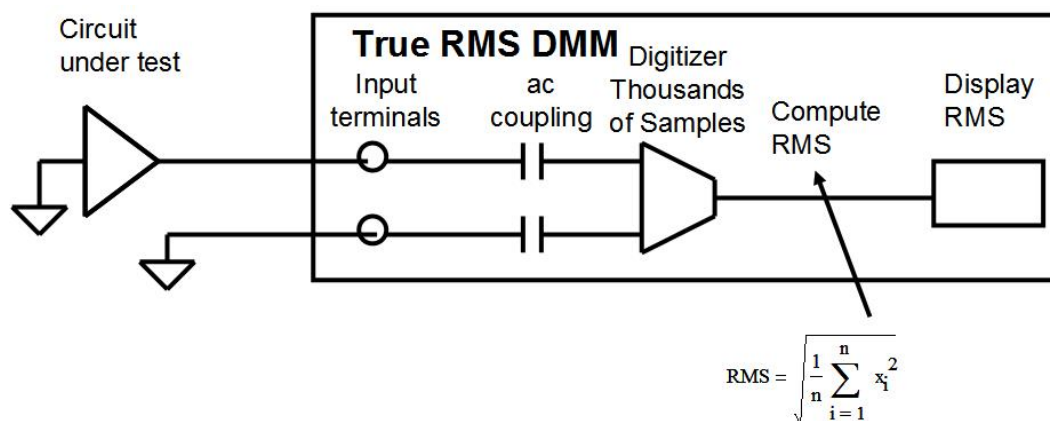 Circuit
under test
True RMS DMM
Input
terminals
ac
coupling
Digitizer
Thousands
of Samples
Compute
RMS
Display
RMS
RMS = √(1/n ∑_{i = 1}^{n} x_i^2)